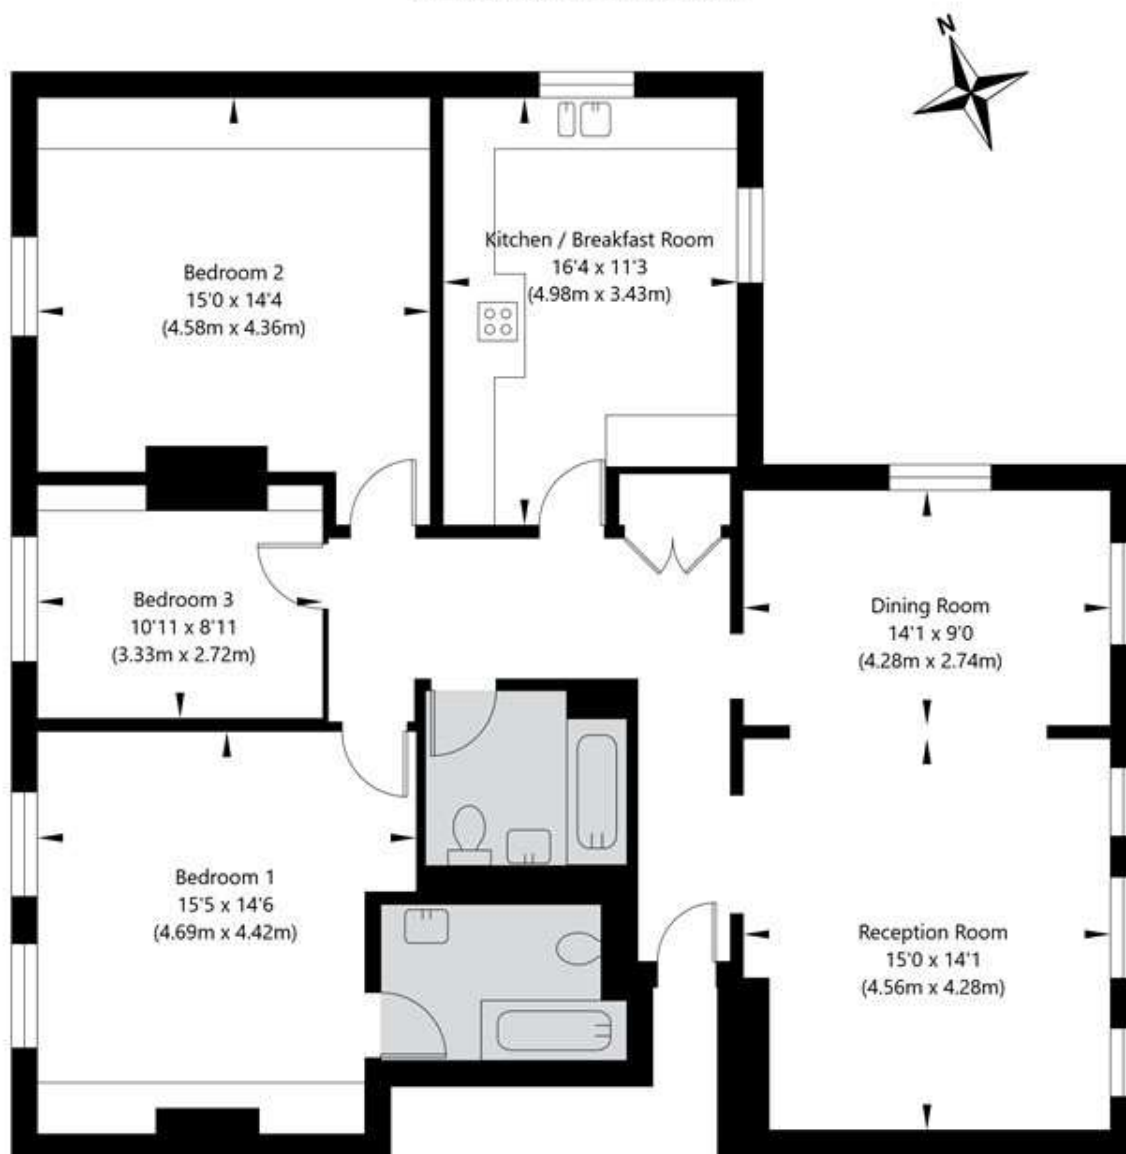 N
Kitchen / Breakfast Room
16'4 x 11'3
(4.98m x 3.43m)
Bedroom 2
15'0 x 14'4
(4.58m x 4.36m)
Bedroom 3
10'11 x 8'11
(3.33m x 2.72m)
Dining Room
14'1 x 9'0
(4.28m x 2.74m)
Bedroom 1
15'5 x 14'6
(4.69m x 4.42m)
Reception Room
15'0 x 14'1
(4.56m x 4.28m)